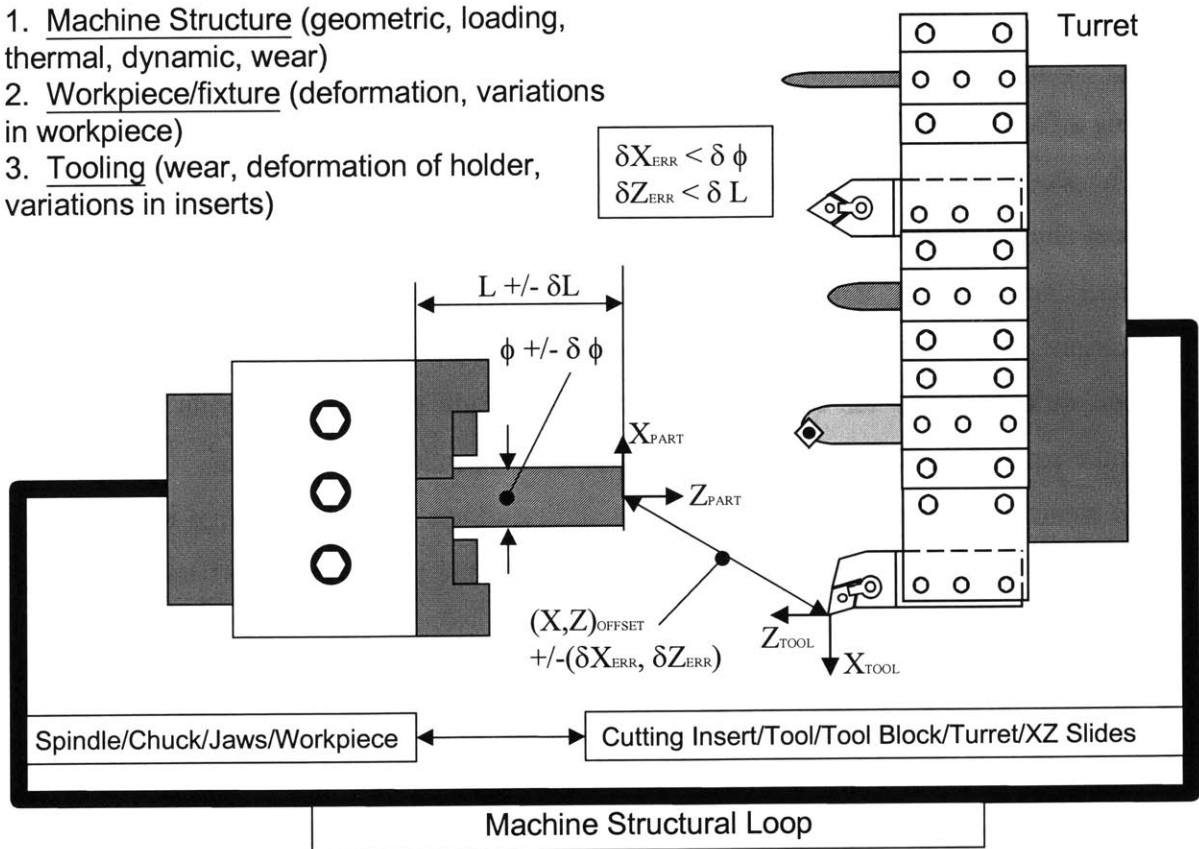 1. Machine Structure (geometric, loading,
thermal, dynamic, wear)
2. Workpiece/fixture (deformation, variations
in workpiece)
3. Tooling (wear, deformation of holder,
variations in inserts)
Turret
δXERR < δ ϕ
δZERR < δ L
L +/- δL
ϕ +/- δ ϕ
XPART
ZPART
(X,Z)OFFSET
+/-(δXERR, δZERR)
ZTOOL
XTOOL
Spindle/Chuck/Jaws/Workpiece
Cutting Insert/Tool/Tool Block/Turret/XZ Slides
Machine Structural Loop